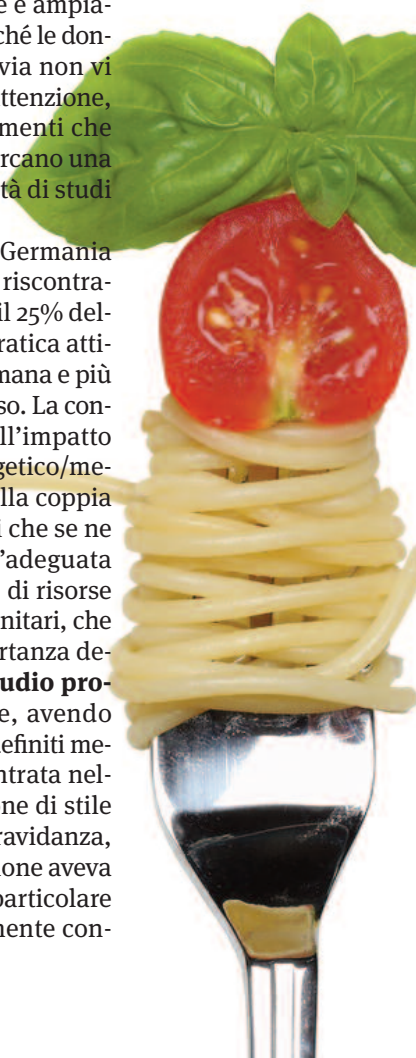 e è ampia-
ché le don-
via non vi
ttenzione,
menti che
rcano una
tà di studi
Germania
riscontra-
il 25% del-
ratica atti-
mana e più
so. La con-
ll'impatto
getico/me-
lla coppia
i che se ne
'adeguata
di risorse
nitari, che
rtanza de-
udio pro-
e, avendo
efiniti me-
ntrata nel-
one di stile
ravidanza,
ione aveva
particolare
mente con-